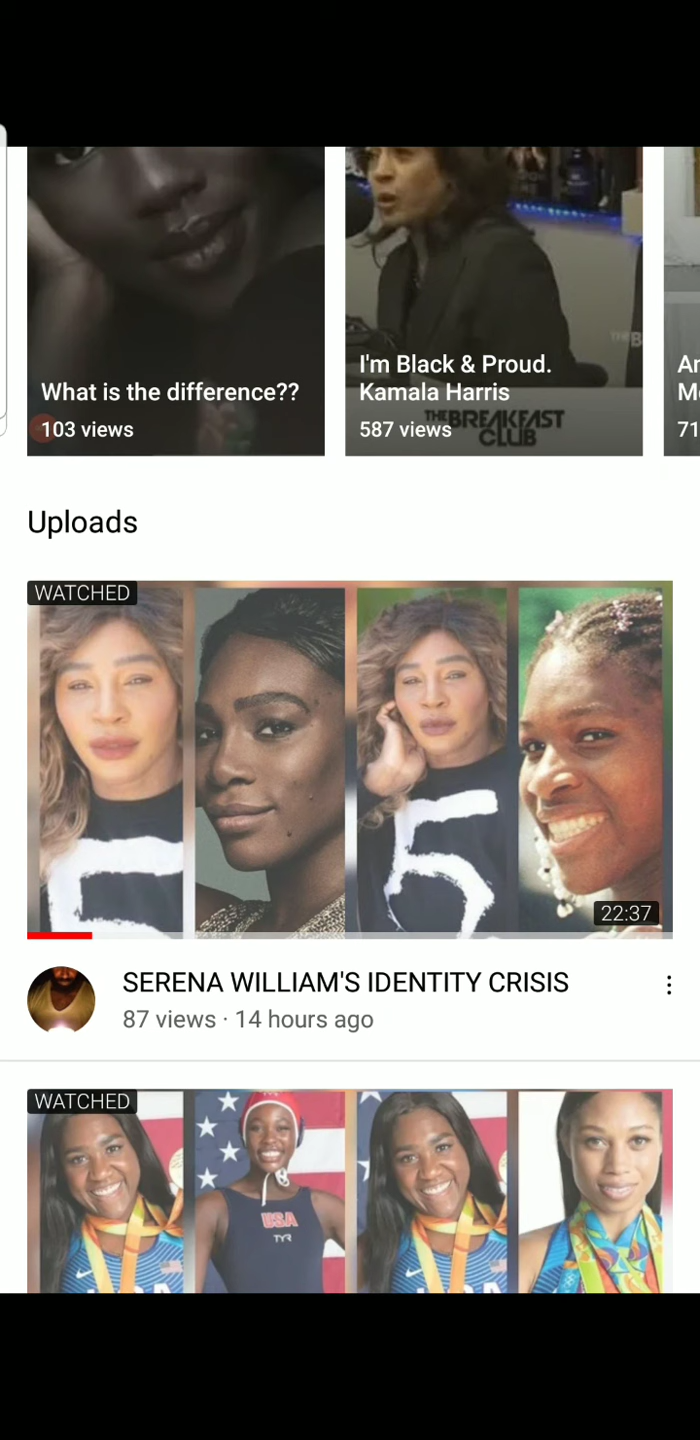 What is the difference??
103 views
I'm Black & Proud.
Kamala Harris
587 views
THE BREAKFAST
CLUB
71
Uploads
WATCHED
5
22:37
SERENA WILLIAM'S IDENTITY CRISIS
87 views · 14 hours ago
WATCHED
USA
TYR